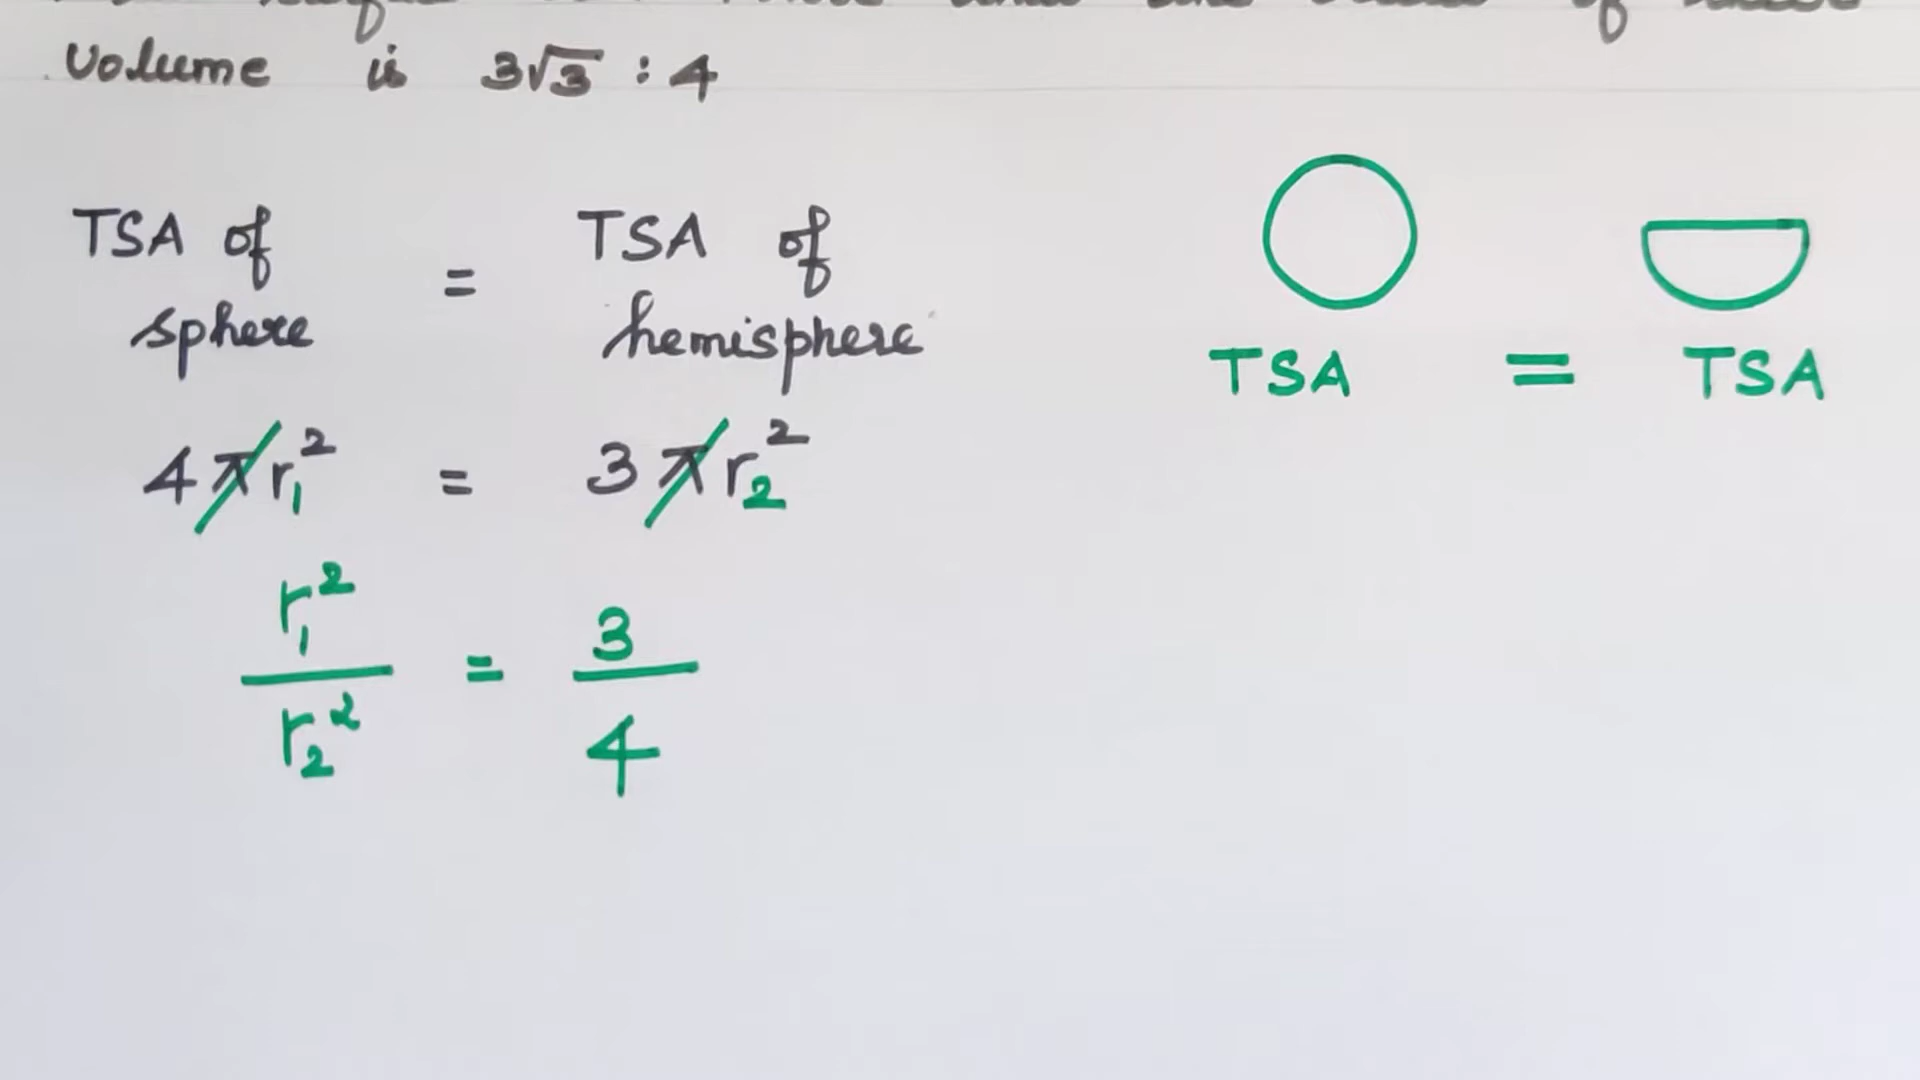 volume is 3√3 : 4
TSA of = TSA of
sphere hemisphere
4πr₁² = 3πr₂²
r₁²/r₂² = 3/4
TSA = TSA